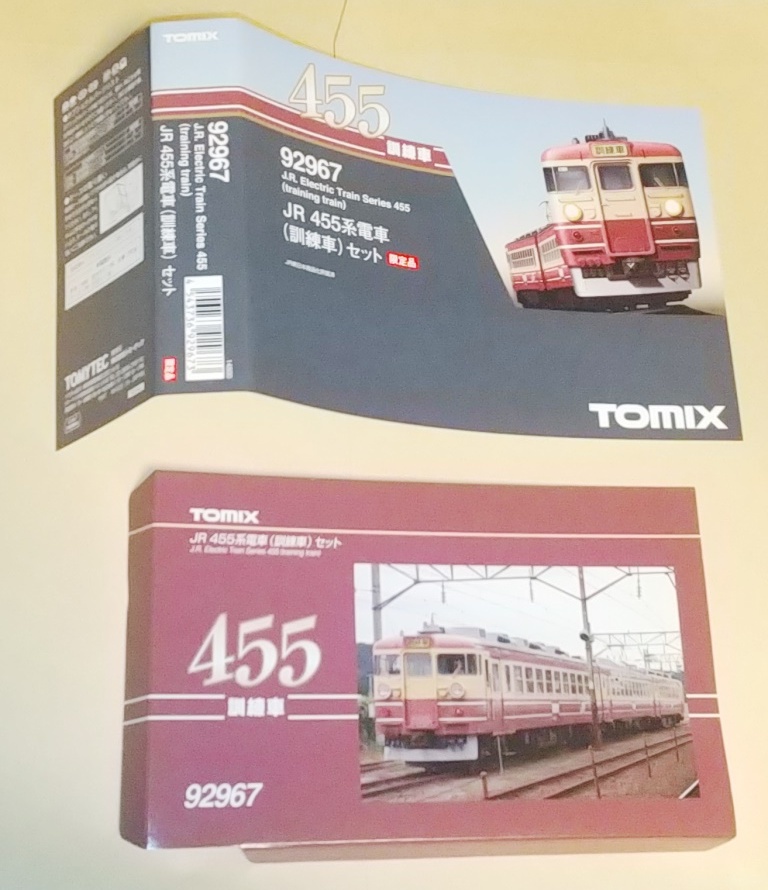 TOMIX
92967
J.R. Electric Train Series 455
(training train)
JR 455系電車(訓練車)セット
限定品
TOMYTEC
455
訓練車
92967
J.R. Electric Train Series 455
(training train)
JR 455系電車
(訓練車)セット 限定品
訓練車
TOMIX
TOMIX
JR 455系電車(訓練車)セット
J.R. Electric Train Series 455 (training train)
455
訓練車
92967